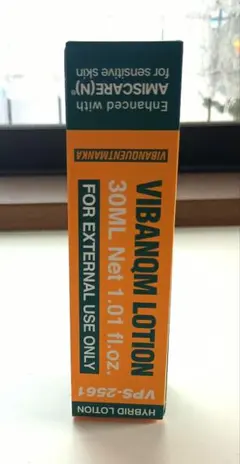 Enhanced with
AMISCARE(N)®
for sensitive skin
VIBANQUENTMANKA
VIBANQM LOTION
30ML Net 1.01 fl.oz.
FOR EXTERNAL USE ONLY
VPS-2561
HYBRID LOTION